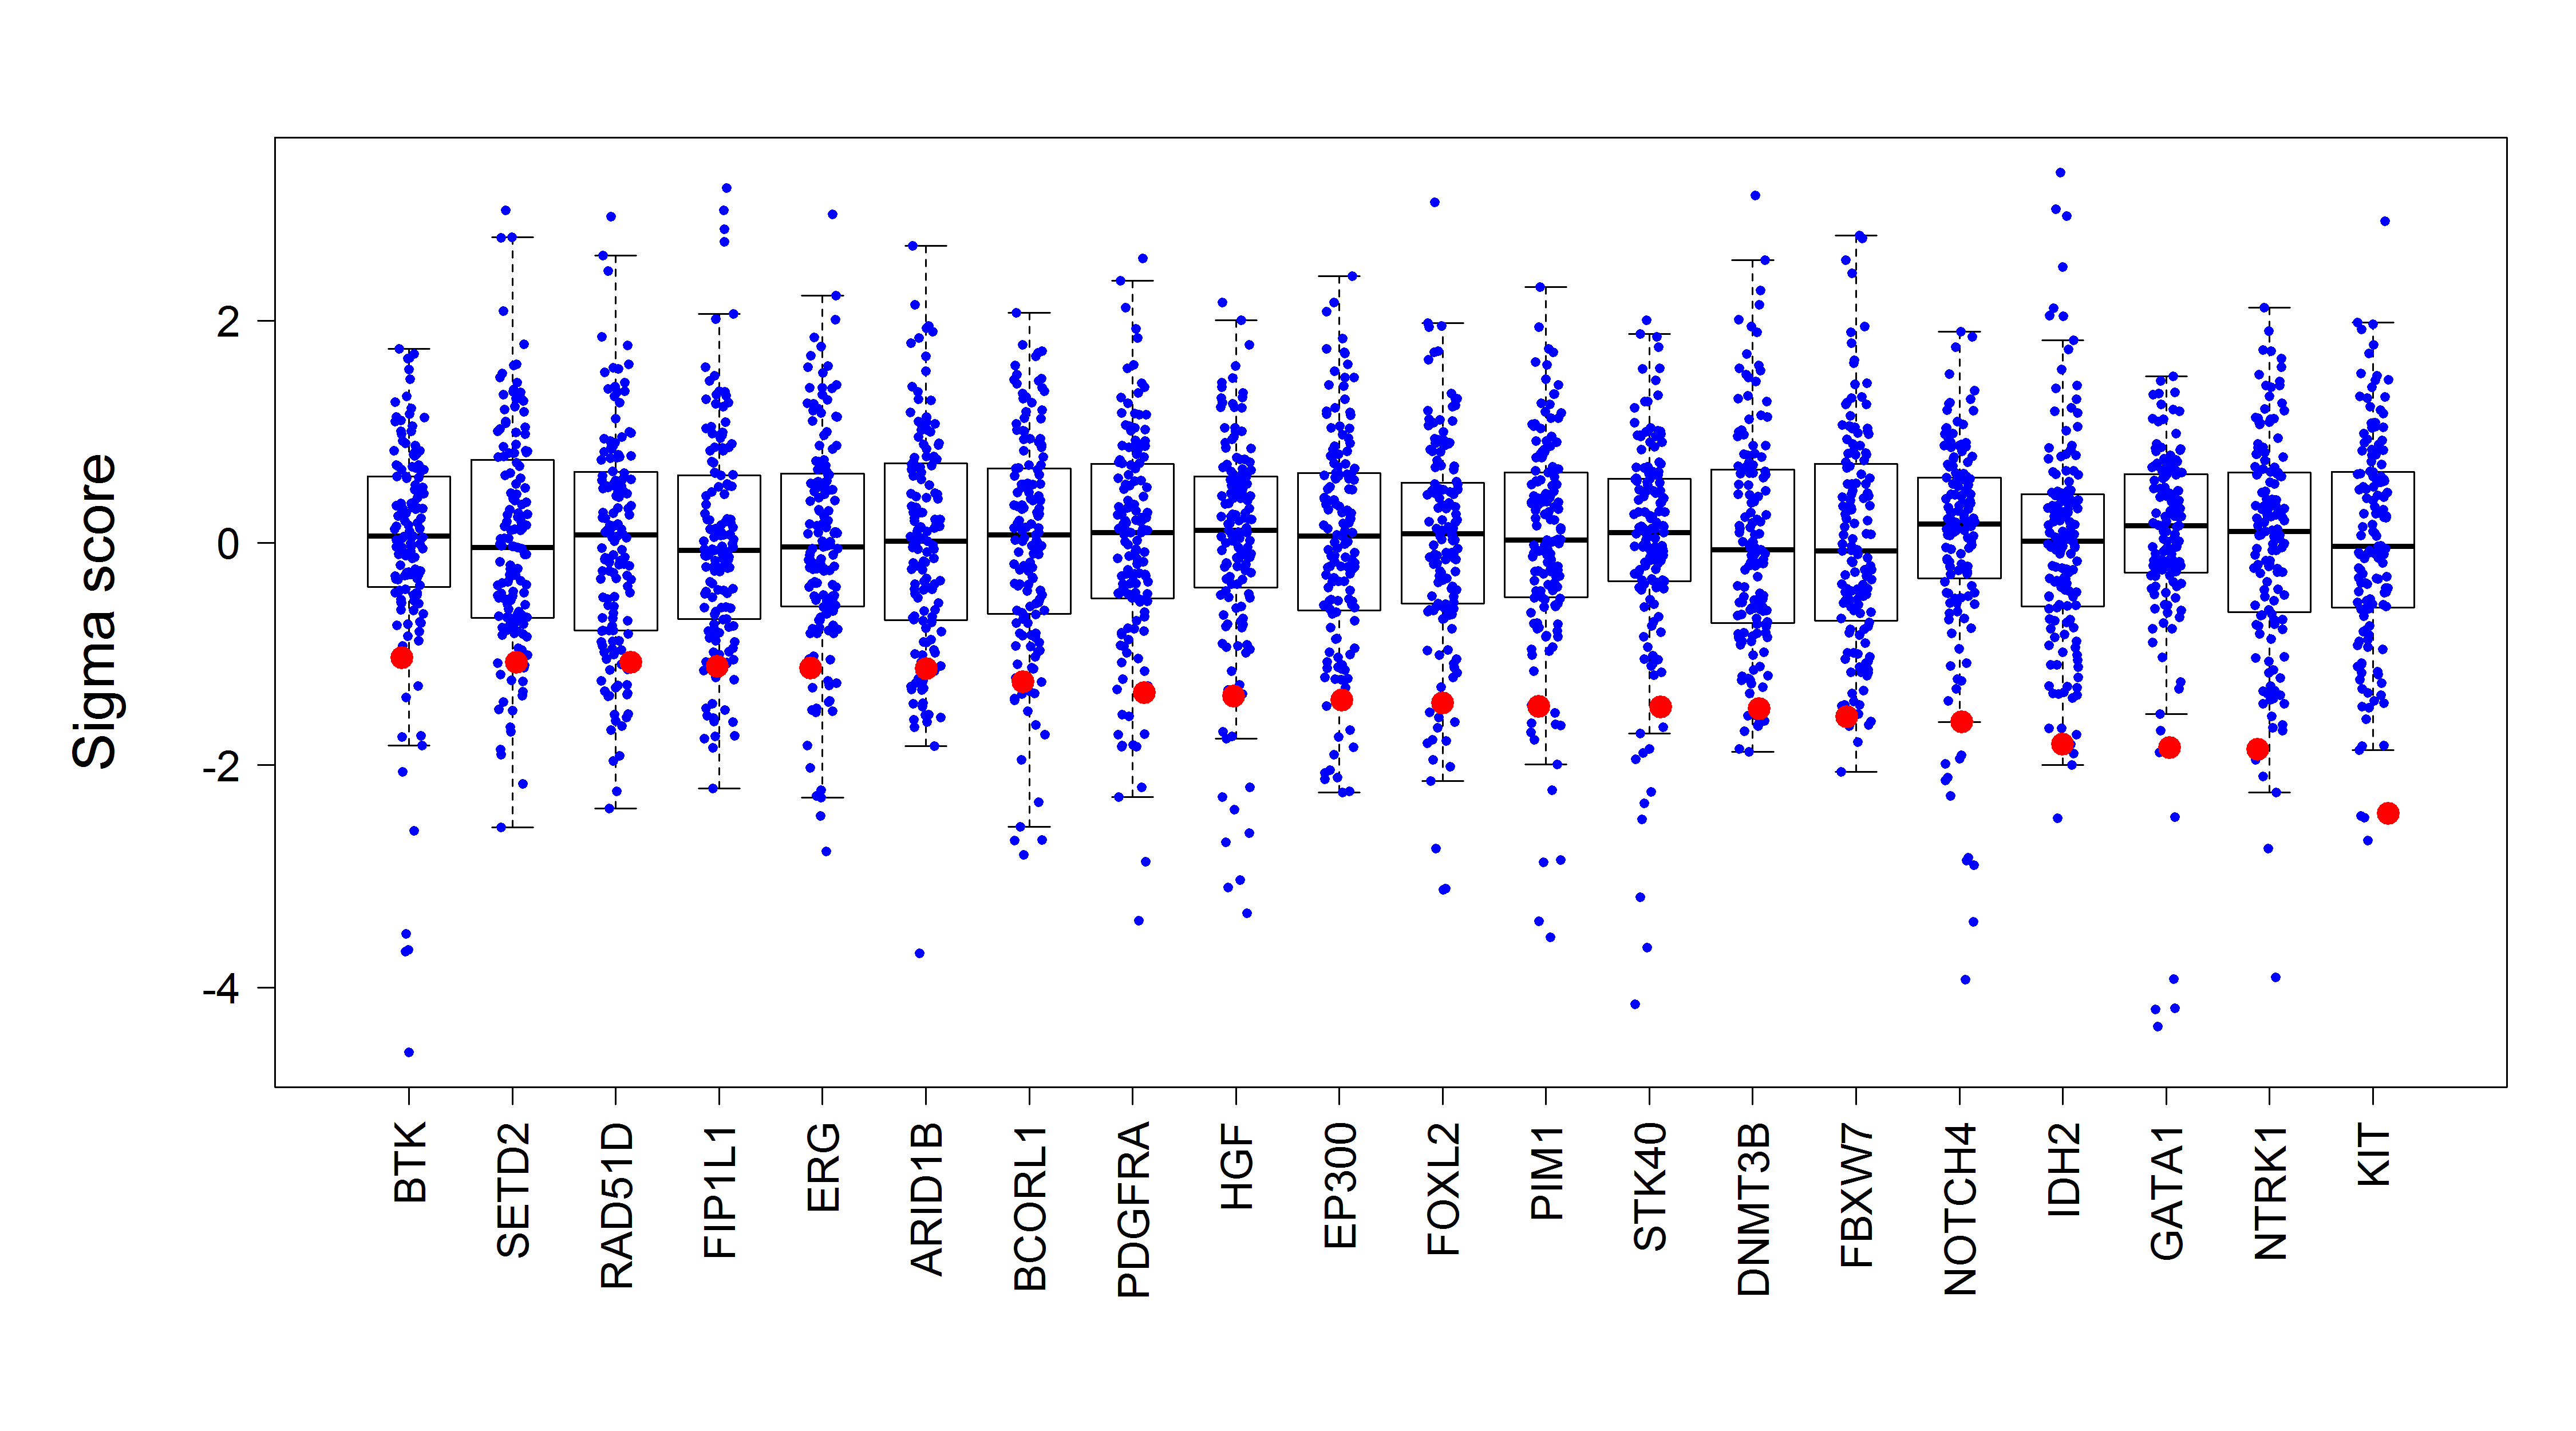 Sigma score
2
0
-2
-4
BTK
SETD2
RAD51D
FIP1L1
ERG
ARID1B
BCORL1
PDGFRA
HGF
EP300
FOXL2
PIM1
STK40
DNMT3B
FBXW7
NOTCH4
IDH2
GATA1
NTRK1
KIT